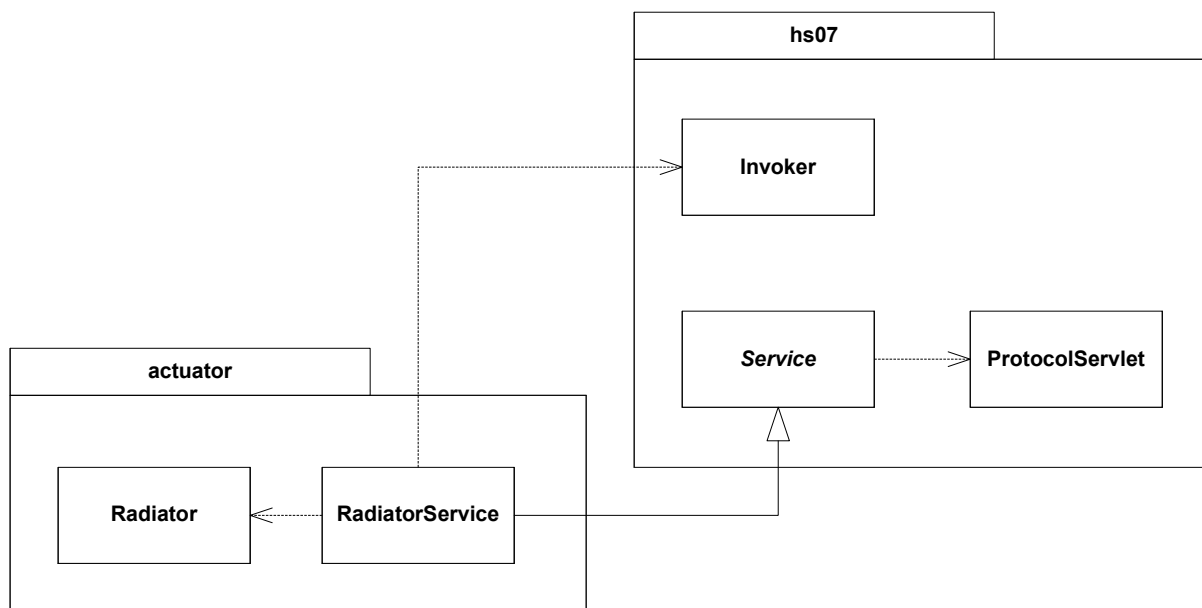 hs07
Invoker
Service
ProtocolServlet
actuator
Radiator
RadiatorService